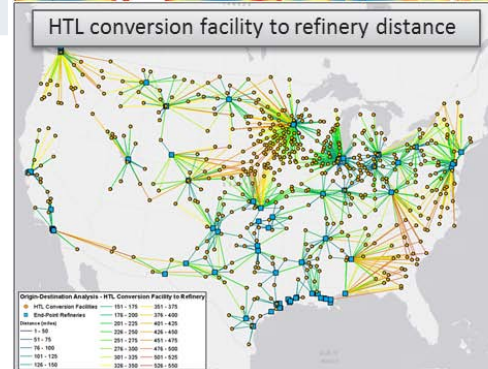 HTL conversion facility to refinery distance
Origin-Destination Analysis - HTL Conversion Facility to Refinery
HTL Conversion Facilities
End-Point Refineries
Distance (miles)
1 - 50
51 - 75
76 - 100
101 - 125
126 - 150
151 - 175
176 - 200
201 - 225
226 - 250
251 - 275
276 - 300
301 - 325
326 - 350
351 - 375
376 - 400
401 - 425
426 - 450
451 - 475
476 - 500
501 - 525
526 - 550